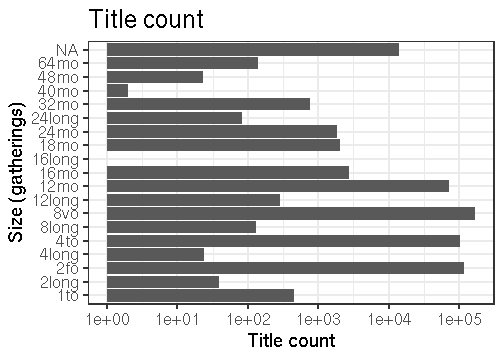 Title count
Size (gatherings)
NA
64mo
48mo
40mo
32mo
24long
24mo
18mo
16long
16mo
12mo
12long
8vo
8long
4to
4long
2fo
2long
1to
1e+00 1e+01 1e+02 1e+03 1e+04 1e+05
Title count